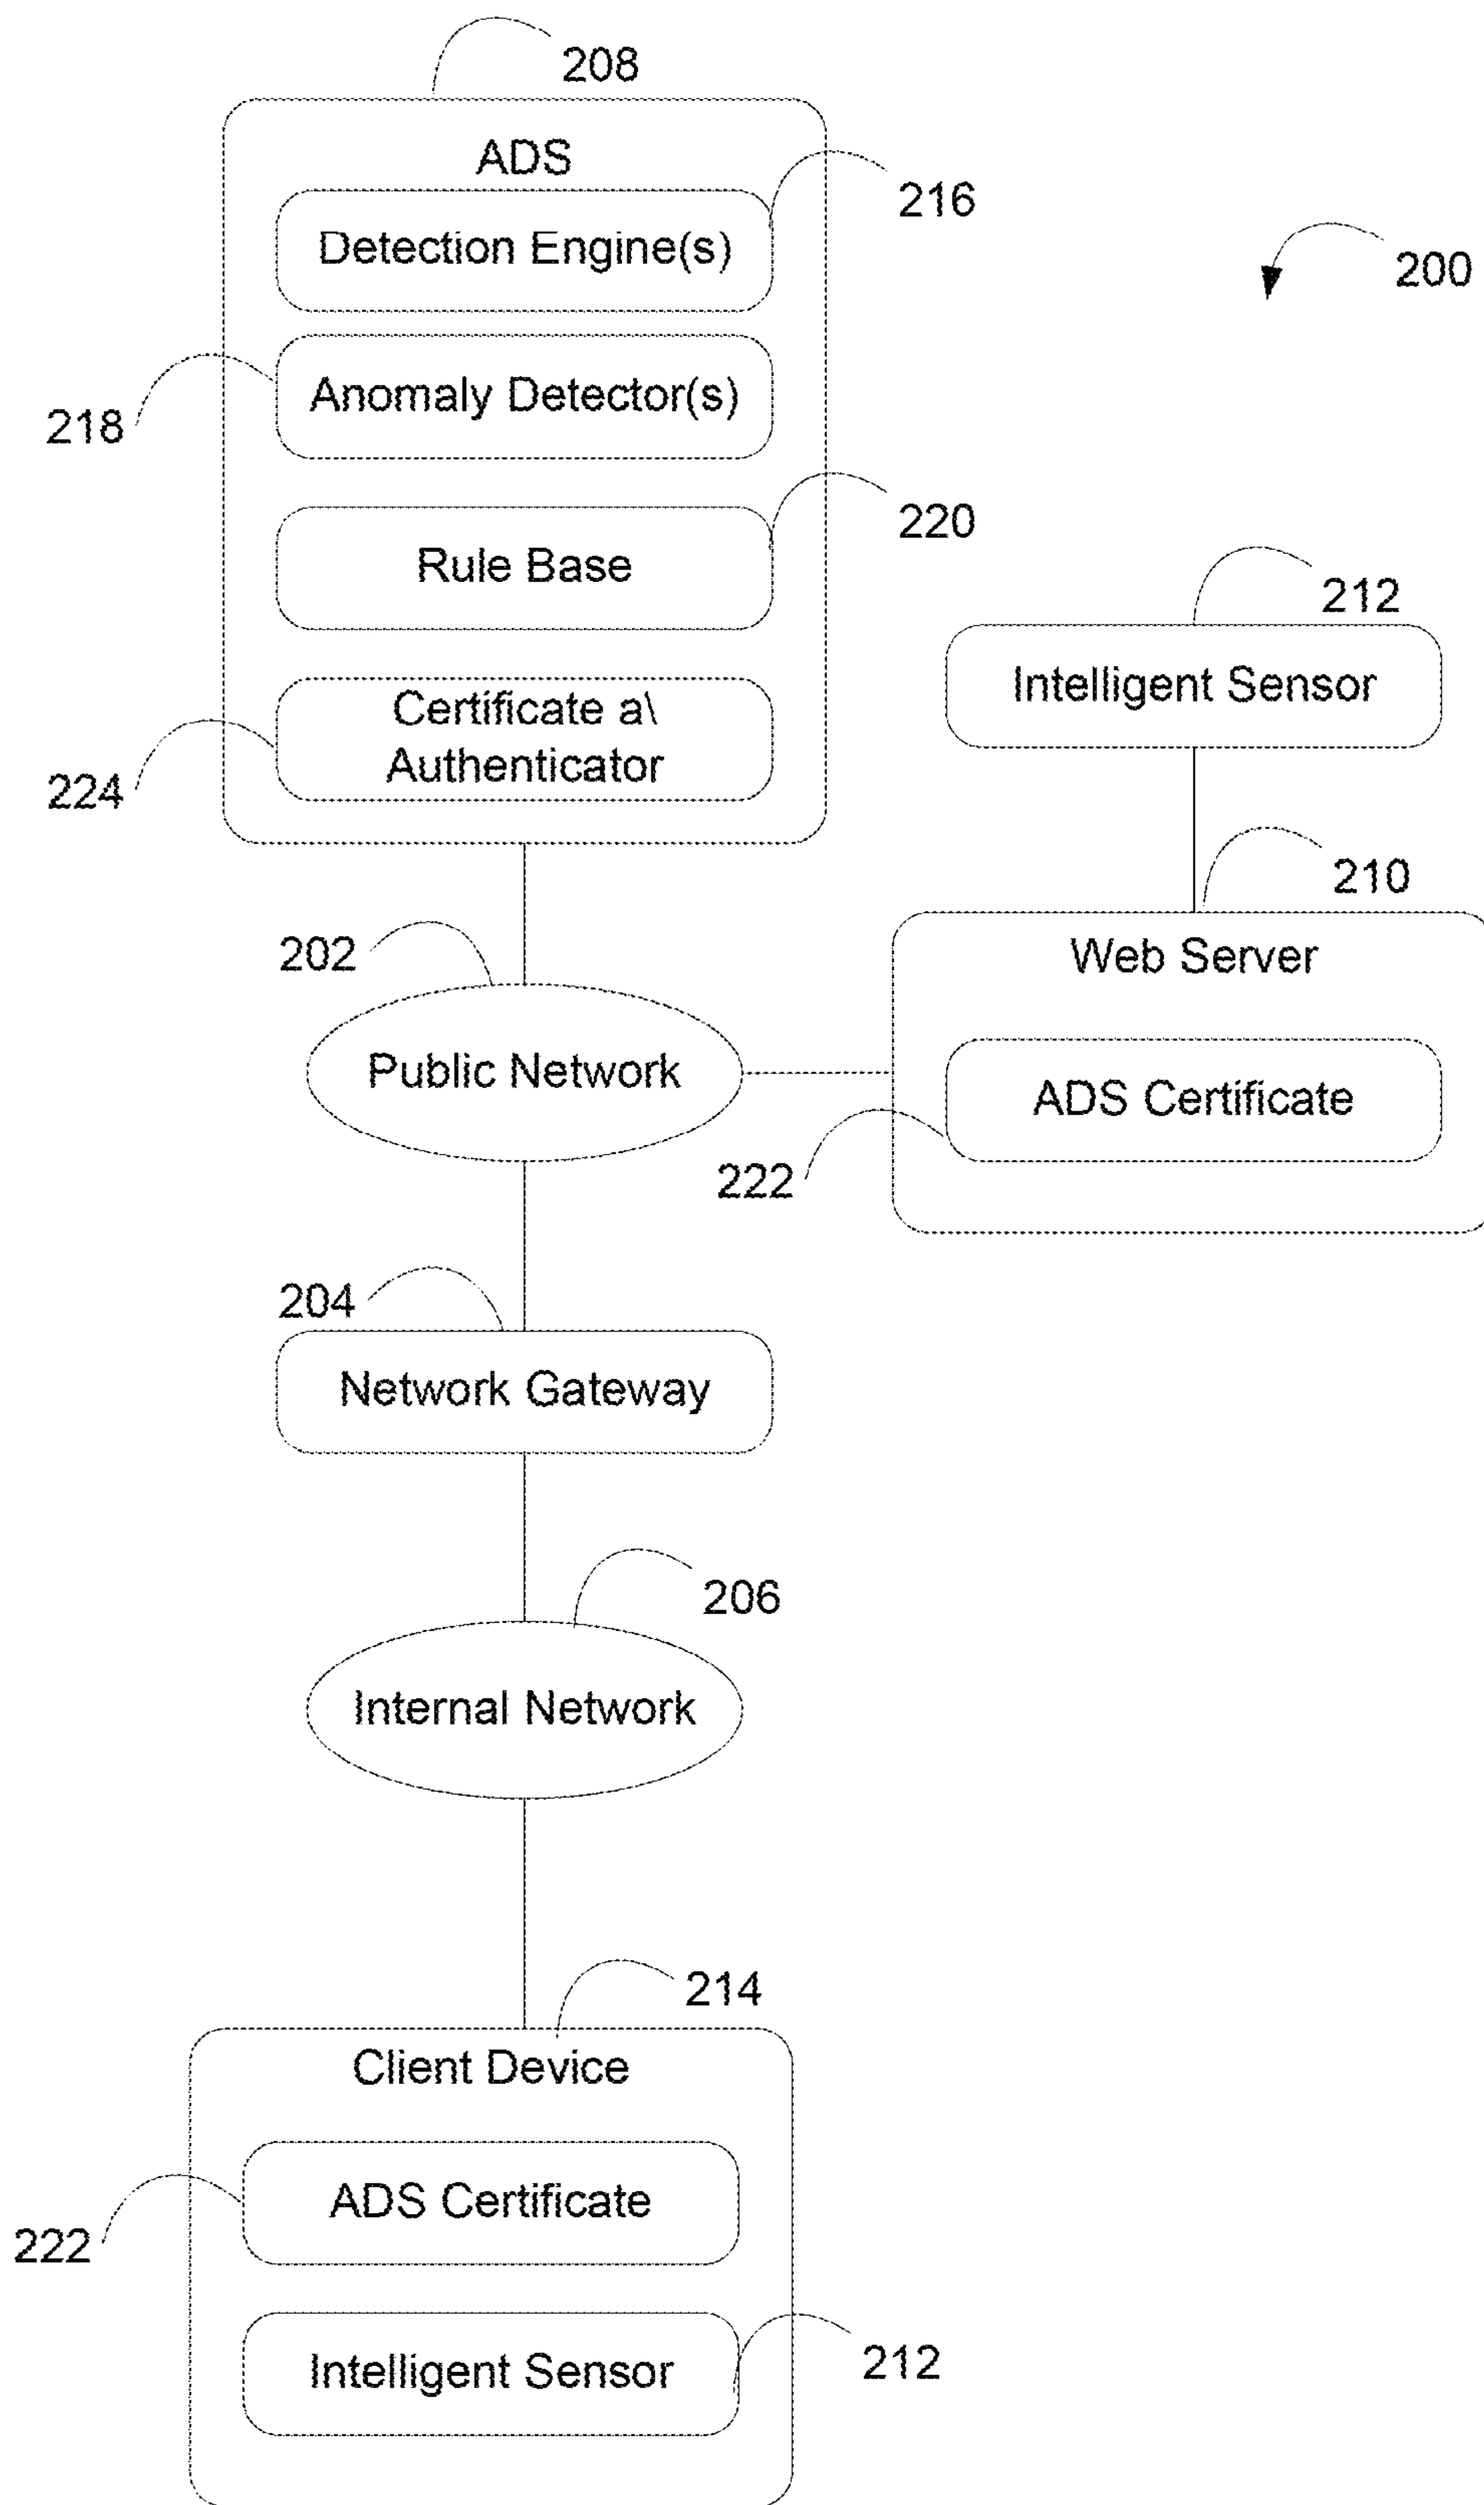 208
ADS
216
Detection Engine(s)
200
Anomaly Detector(s)
218
220
Rule Base
212
Intelligent Sensor
Certificate a\
Authenticator
224
210
202
Web Server
Public Network
ADS Certificate
222
204
Network Gateway
206
Internal Network
214
Client Device
ADS Certificate
222
Intelligent Sensor
212